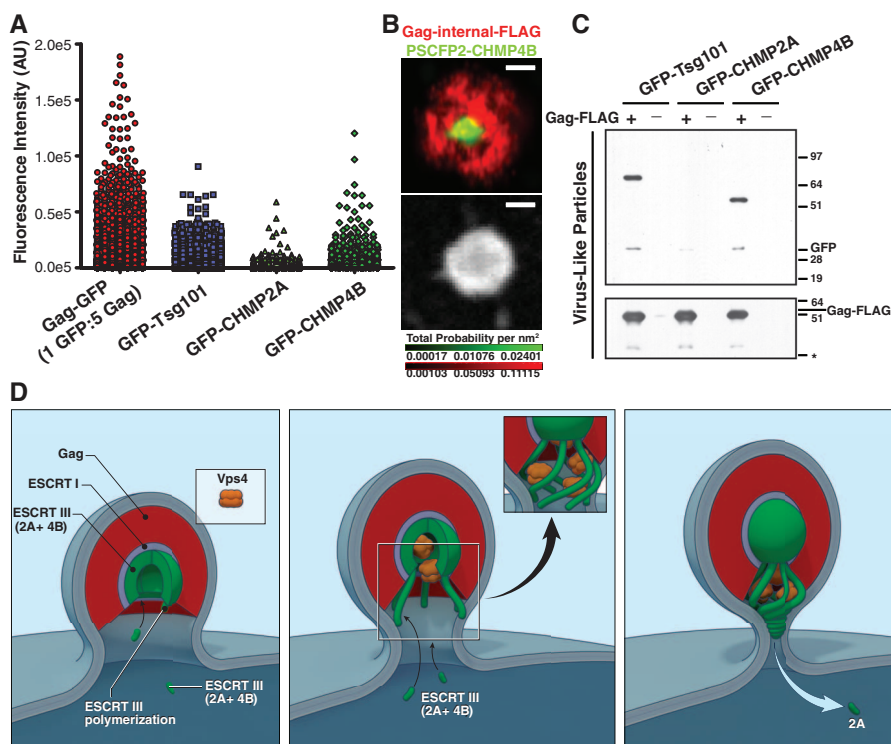 A
Fluorescence Intensity (AU)
2.0e5
1.5e5
1.0e5
0.5e5
0.0e5
Gag-GFP
(1 GFP:5 Gag)
GFP-Tsg101
GFP-CHMP2A
GFP-CHMP4B
B
Gag-internal-FLAG
PSCFP2-CHMP4B
Total Probability per nm²
0.00017 0.01076 0.02401
0.00103 0.05093 0.11115
C
GFP-Tsg101
GFP-CHMP2A
GFP-CHMP4B
Gag-FLAG + − + − + −
Virus-Like Particles
97
64
51
GFP
28
19
64
Gag-FLAG
51
*
D
Gag
ESCRT I
ESCRT III
(2A+ 4B)
Vps4
ESCRT III
polymerization
ESCRT III
(2A+ 4B)
ESCRT III
(2A+ 4B)
2A